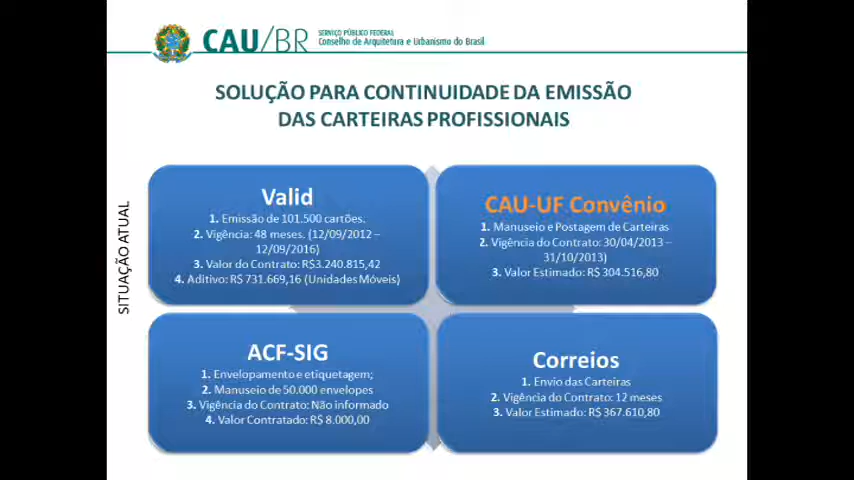 CAU/BR
SERVIÇO PÚBLICO FEDERAL
Conselho de Arquitetura e Urbanismo do Brasil
SOLUÇÃO PARA CONTINUIDADE DA EMISSÃO
DAS CARTEIRAS PROFISSIONAIS
SITUAÇÃO ATUAL
Valid
1. Emissão de 101.500 cartões.
2. Vigência: 48 meses. (12/09/2012 –
12/09/2016)
3. Valor do Contrato: R$3.240.815,42
4. Aditivo: R$ 731.669,16 (Unidades Móveis)
CAU-UF Convênio
1. Manuseio e Postagem de Carteiras
2. Vigência do Contrato: 30/04/2013 –
31/10/2013)
3. Valor Estimado: R$ 304.516,80
ACF-SIG
1. Envelopamento e etiquetagem;
2. Manuseio de 50.000 envelopes
3. Vigência do Contrato: Não informado
4. Valor Contratado: R$ 8.000,00
Correios
1. Envio das Carteiras
2. Vigência do Contrato: 12 meses
3. Valor Estimado: R$ 367.610,80